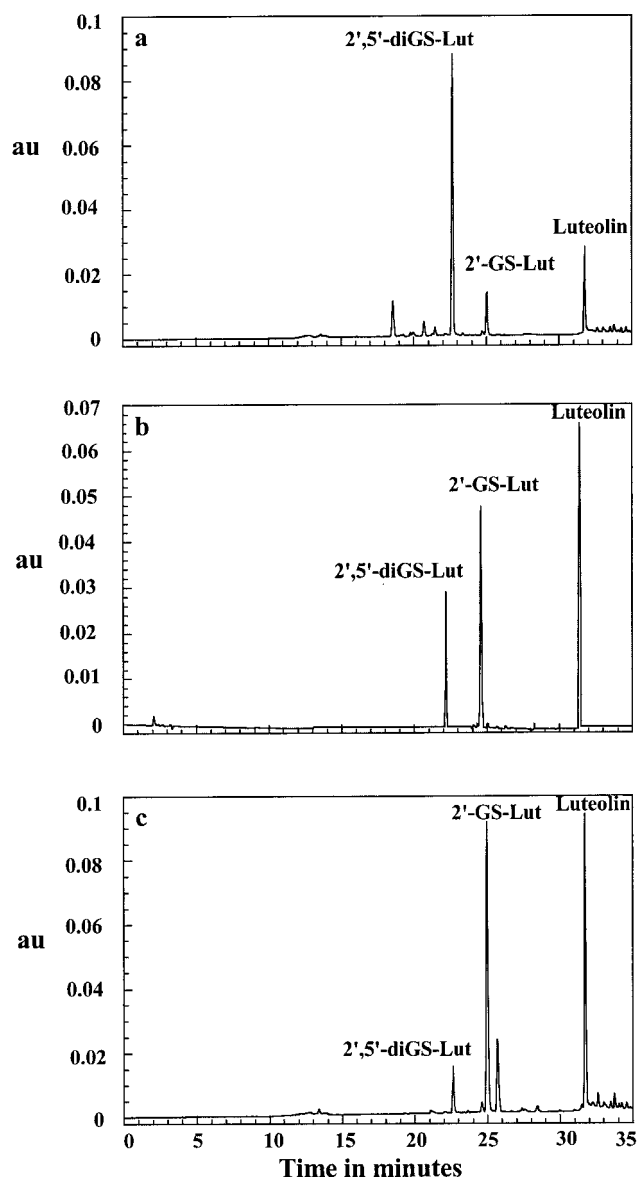 0.1
a
2',5'-diGS-Lut
0.08
au
0.06
0.04
Luteolin
2'-GS-Lut
0.02
0
0.07
b
Luteolin
0.06
2'-GS-Lut
0.05
au
0.04
2',5'-diGS-Lut
0.03
0.02
0.01
0
0.1
c
2'-GS-Lut
Luteolin
0.08
0.06
au
0.04
2',5'-diGS-Lut
0.02
0
0 5 10 15 20 25 30 35
Time in minutes